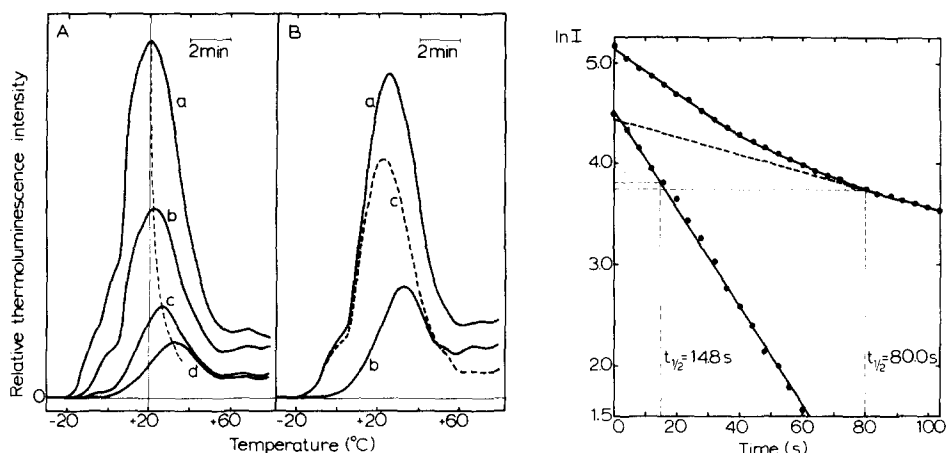 A
2min
a
b
c
d
B
2min
a
c
b
Relative thermoluminescence intensity
0
-20 +20 +60
-20 +20 +60
Temperature (°C)
ln I
5.0
4.0
3.0
2.0
1.5
t½=14.8 s
t½=80.0s
0 20 40 60 80 100
Time (s)